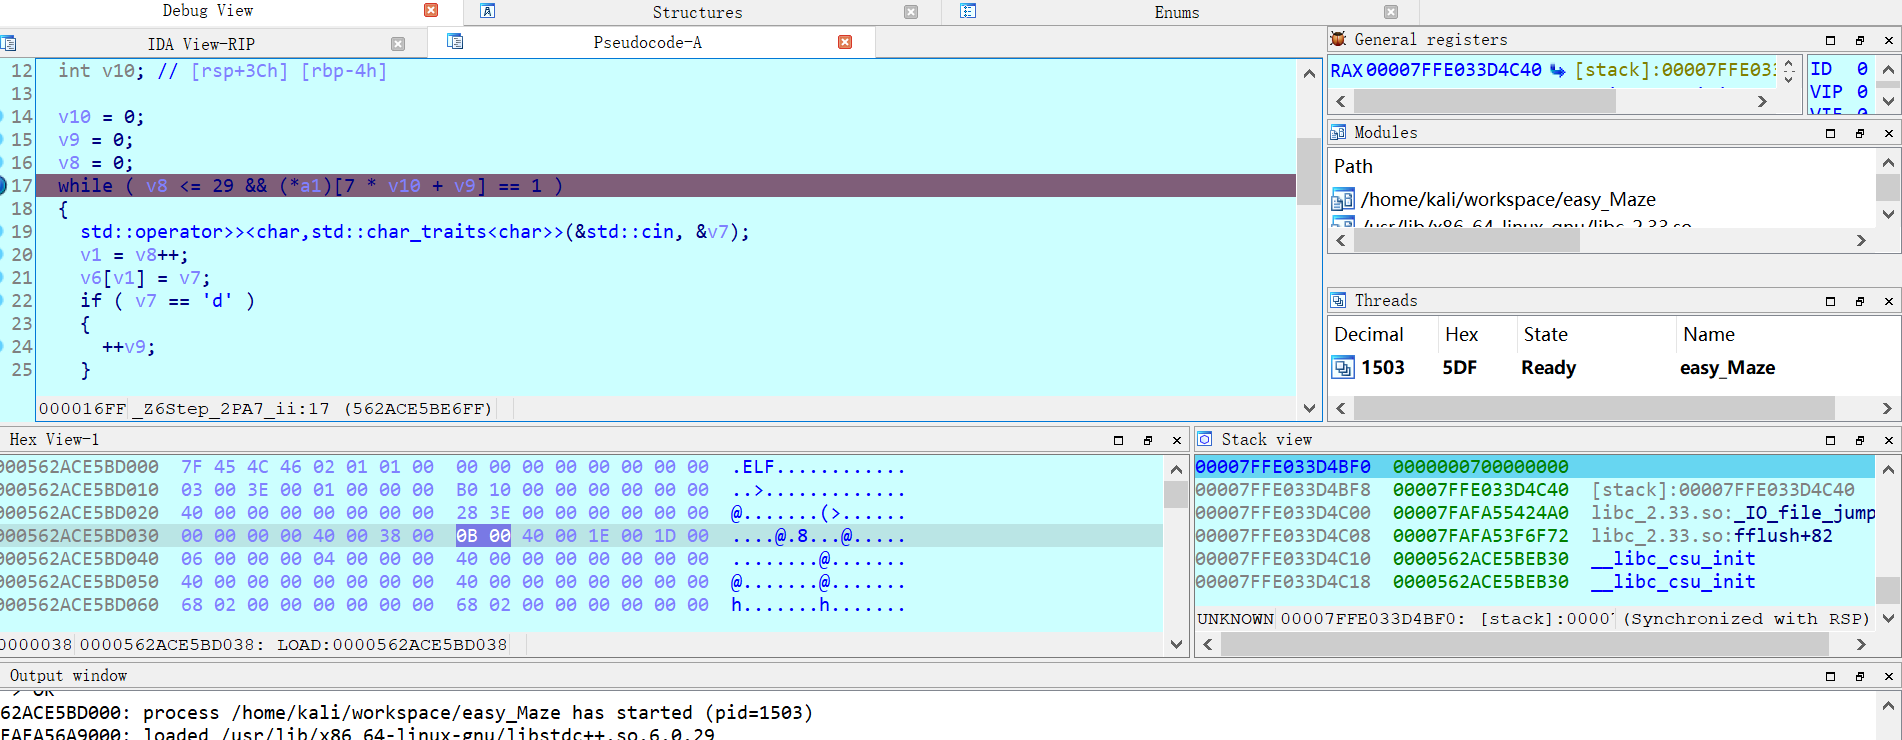 Debug View
Structures
Enums
IDA View-RIP
Pseudocode-A
12 int v10; // [rsp+3Ch] [rbp-4h]
13
14 v10 = 0;
15 v9 = 0;
16 v8 = 0;
17 while ( v8 <= 29 && (*a1)[7 * v10 + v9] == 1 )
18 {
19 std::operator>><char,std::char_traits<char>>(&std::cin, &v7);
20 v1 = v8++;
21 v6[v1] = v7;
22 if ( v7 == 'd' )
23 {
24 ++v9;
25 }
000016FF _Z6Step_2PA7_ii:17 (562ACE5BE6FF)
General registers
RAX 00007FFE033D4C40 [stack]:00007FFE033
ID 0
VIP 0
VIF 0
Modules
Path
/home/kali/workspace/easy_Maze
/usr/lib/x86_64-linux-gnu/libc-2.33.so
Threads
Decimal Hex State Name
1503 5DF Ready easy_Maze
Hex View-1
000562ACE5BD000 7F 45 4C 46 02 01 01 00 00 00 00 00 00 00 00 00 .ELF............
000562ACE5BD010 03 00 3E 00 01 00 00 00 B0 10 00 00 00 00 00 00 ..>.............
000562ACE5BD020 40 00 00 00 00 00 00 00 28 3E 00 00 00 00 00 00 @.......(>......
000562ACE5BD030 00 00 00 00 40 00 38 00 0B 00 40 00 1E 00 1D 00 ....@.8...@.....
000562ACE5BD040 06 00 00 00 04 00 00 00 40 00 00 00 00 00 00 00 ........@.......
000562ACE5BD050 40 00 00 00 00 00 00 00 40 00 00 00 00 00 00 00 @.......@.......
000562ACE5BD060 68 02 00 00 00 00 00 00 68 02 00 00 00 00 00 00 h.......h.......
0000038 0000562ACE5BD038: LOAD:0000562ACE5BD038
Stack view
00007FFE033D4BF0 0000000700000000
00007FFE033D4BF8 00007FFE033D4C40 [stack]:00007FFE033D4C40
00007FFE033D4C00 00007FAFA55424A0 libc_2.33.so:_IO_file_jump
00007FFE033D4C08 00007FAFA53F6F72 libc_2.33.so:fflush+82
00007FFE033D4C10 0000562ACE5BEB30 __libc_csu_init
00007FFE033D4C18 0000562ACE5BEB30 __libc_csu_init
UNKNOWN 00007FFE033D4BF0: [stack]:0000 (Synchronized with RSP)
Output window
-> OK
62ACE5BD000: process /home/kali/workspace/easy_Maze has started (pid=1503)
FAFA56A9000: loaded /usr/lib/x86_64-linux-gnu/libstdc++.so.6.0.29